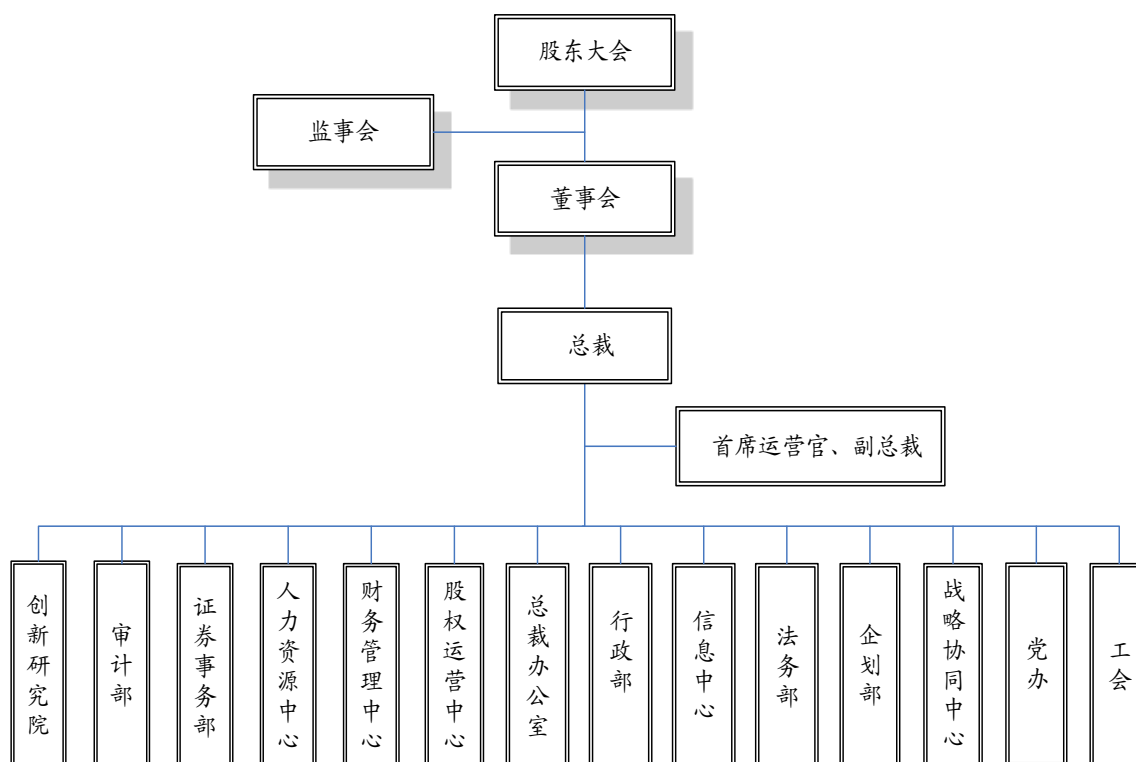 股东大会
监事会
董事会
总裁
首席运营官、副总裁
创新研究院
审计部
证券事务部
人力资源中心
财务管理中心
股权运营中心
总裁办公室
行政部
信息中心
法务部
企划部
战略协同中心
党办
工会